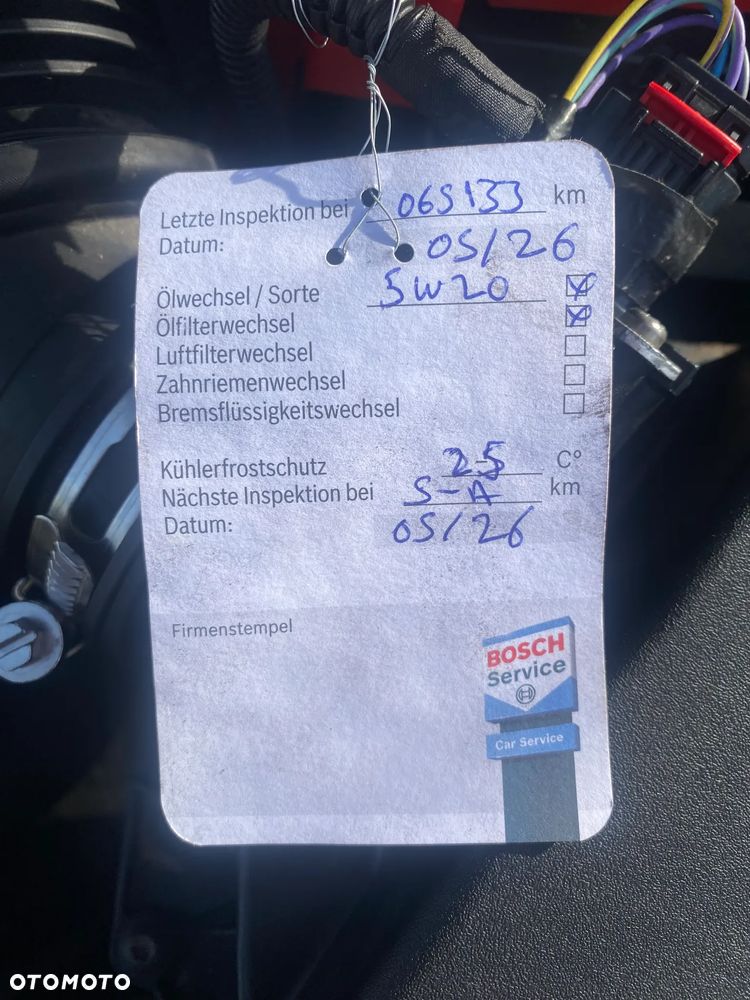 Letzte Inspektion bei 065133 km
Datum: 05/26
Ölwechsel / Sorte 5W20
Ölfilterwechsel
Luftfilterwechsel
Zahnriemenwechsel
Bremsflüssigkeitswechsel
Kühlerfrostschutz 25 C°
Nächste Inspektion bei S-A km
Datum: 05/26
Firmenstempel
BOSCH
Service
Car Service
OTOMOTO